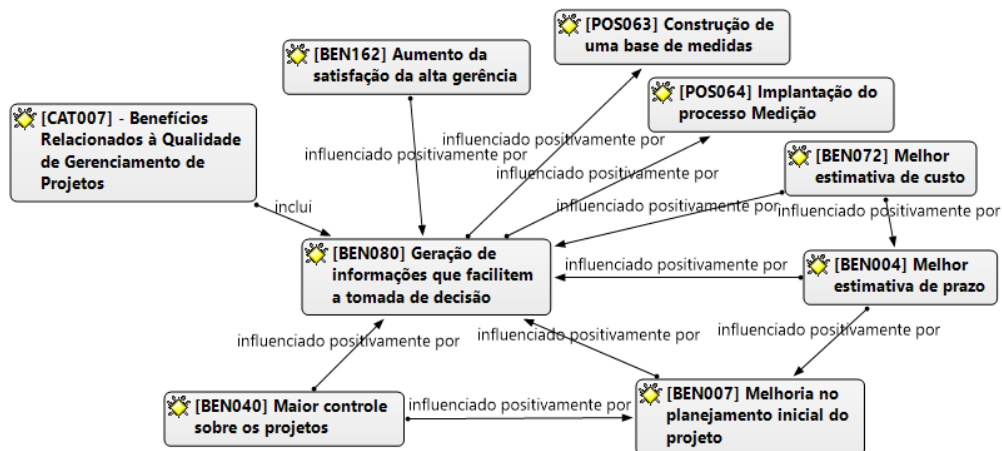 [POS063] Construção de
uma base de medidas
[BEN162] Aumento da
satisfação da alta gerência
[POS064] Implantação do
processo Medição
[CAT007] - Benefícios
Relacionados à Qualidade
de Gerenciamento de
Projetos
influenciado positivamente por
influenciado positivamente por
[BEN072] Melhor
estimativa de custo
influenciado positivamente por
inclui
influenciado positivamente por
influenciado positivamente por
[BEN080] Geração de
informações que facilitem
a tomada de decisão
influenciado positivamente por
[BEN004] Melhor
estimativa de prazo
influenciado positivamente por
influenciado positivamente por
influenciado positivamente por
[BEN040] Maior controle
sobre os projetos
influenciado positivamente por
[BEN007] Melhoria no
planejamento inicial do
projeto